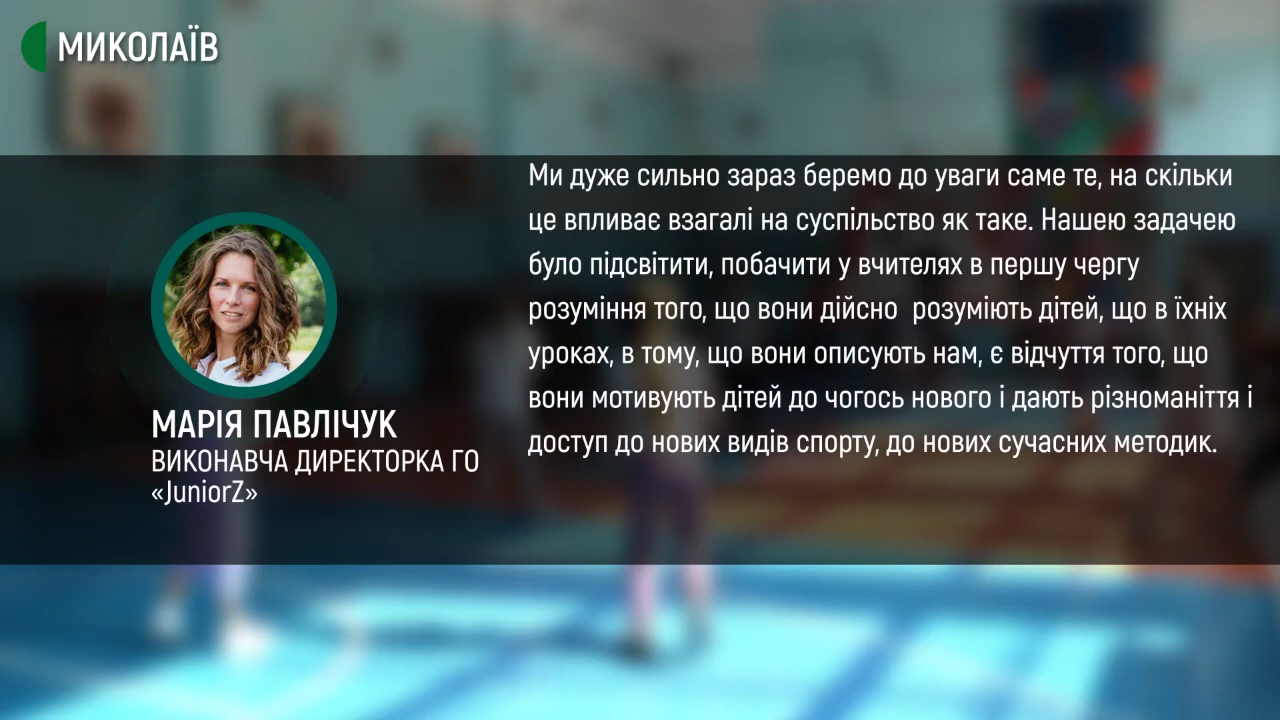 МИКОЛАЇВ
Ми дуже сильно зараз беремо до уваги саме те, на скільки
це впливає взагалі на суспільство як таке. Нашею задачею
було підсвітити, побачити у вчителях в першу чергу
розуміння того, що вони дійсно  розуміють дітей, що в їхніх
уроках, в тому, що вони описують нам, є відчуття того, що
вони мотивують дітей до чогось нового і дають різноманіття і
доступ до нових видів спорту, до нових сучасних методик.
МАРІЯ ПАВЛІЧУК
ВИКОНАВЧА ДИРЕКТОРКА ГО
«JuniorZ»